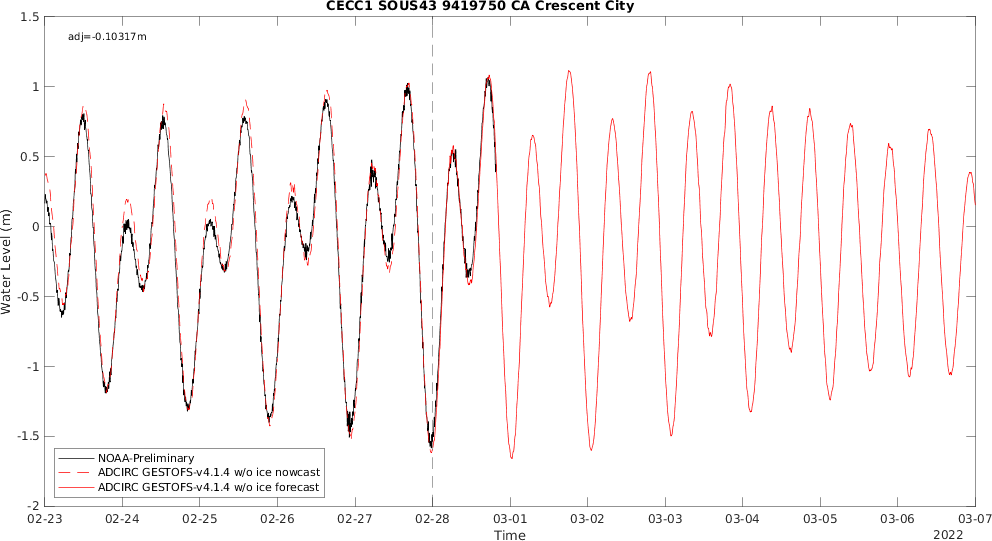 CECC1 SOUS43 9419750 CA Crescent City
adj=-0.10317m
1.5
1
0.5
0
-0.5
-1
-1.5
-2
Water Level (m)
NOAA-Preliminary
ADCIRC GESTOFS-v4.1.4 w/o ice nowcast
ADCIRC GESTOFS-v4.1.4 w/o ice forecast
02-23 02-24 02-25 02-26 02-27 02-28 03-01 03-02 03-03 03-04 03-05 03-06 03-07
Time
2022